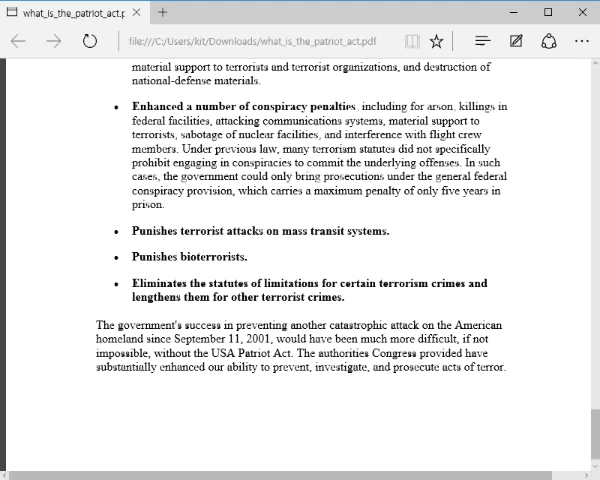 what_is_the_patriot_act.p
file:///C:/Users/kit/Downloads/what_is_the_patriot_act.pdf
material support to terrorists and terrorist organizations, and destruction of
national-defense materials.
• Enhanced a number of conspiracy penalties, including for arson, killings in
federal facilities, attacking communications systems, material support to
terrorists, sabotage of nuclear facilities, and interference with flight crew
members. Under previous law, many terrorism statutes did not specifically
prohibit engaging in conspiracies to commit the underlying offenses. In such
cases, the government could only bring prosecutions under the general federal
conspiracy provision, which carries a maximum penalty of only five years in
prison.
• Punishes terrorist attacks on mass transit systems.
• Punishes bioterrorists.
• Eliminates the statutes of limitations for certain terrorism crimes and
lengthens them for other terrorist crimes.
The government's success in preventing another catastrophic attack on the American
homeland since September 11, 2001, would have been much more difficult, if not
impossible, without the USA Patriot Act. The authorities Congress provided have
substantially enhanced our ability to prevent, investigate, and prosecute acts of terror.